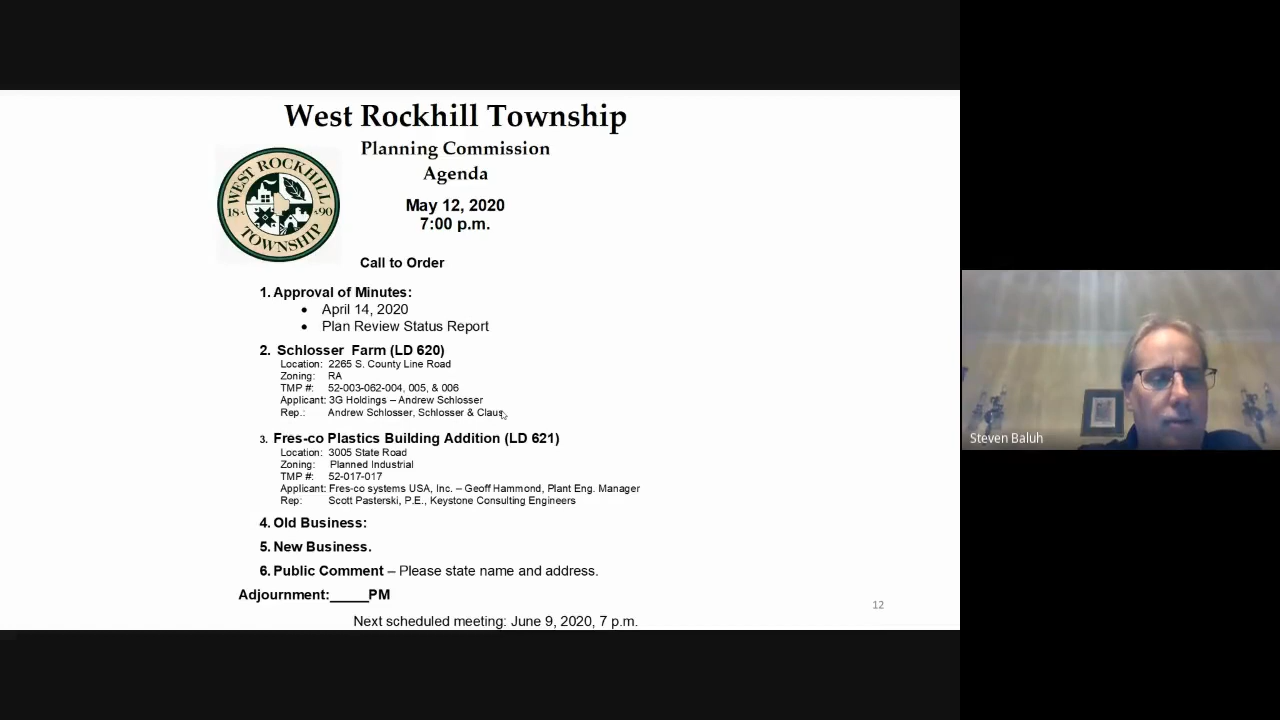 West Rockhill Township
Planning Commission
Agenda
WEST ROCKHILL
18 90
TOWNSHIP
May 12, 2020
7:00 p.m.
Call to Order
1. Approval of Minutes:
• April 14, 2020
• Plan Review Status Report
2. Schlosser Farm (LD 620)
Location: 2265 S. County Line Road
Zoning: RA
TMP #: 52-003-062-004, 005, & 006
Applicant: 3G Holdings – Andrew Schlosser
Rep.: Andrew Schlosser, Schlosser & Claus
3. Fres-co Plastics Building Addition (LD 621)
Location: 3005 State Road
Zoning: Planned Industrial
TMP #: 52-017-017
Applicant: Fres-co systems USA, Inc. – Geoff Hammond, Plant Eng. Manager
Rep: Scott Pasterski, P.E., Keystone Consulting Engineers
4. Old Business:
5. New Business.
6. Public Comment – Please state name and address.
Adjournment:_____PM
12
Next scheduled meeting: June 9, 2020, 7 p.m.
Steven Baluh